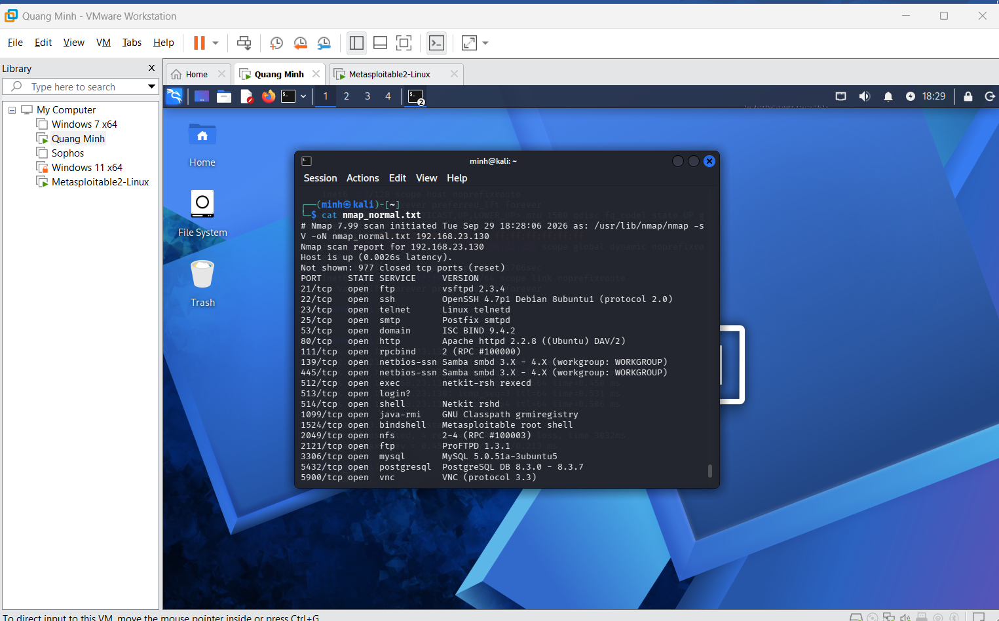 Quang Minh - VMware Workstation
File Edit View VM Tabs Help
Library
Type here to search
My Computer
Windows 7 x64
Quang Minh
Sophos
Windows 11 x64
Metasploitable2-Linux
Home
Quang Minh
Metasploitable2-Linux
1 2 3 4
2
18:29
Home
File System
Trash
minh@kali: ~
Session Actions Edit View Help
(minh㉿kali)-[~]
$ cat nmap_normal.txt
# Nmap 7.99 scan initiated Tue Sep 29 18:28:06 2026 as: /usr/lib/nmap/nmap -s
V -oN nmap_normal.txt 192.168.23.130
Nmap scan report for 192.168.23.130
Host is up (0.0026s latency).
Not shown: 977 closed tcp ports (reset)
PORT STATE SERVICE VERSION
21/tcp open ftp vsftpd 2.3.4
22/tcp open ssh OpenSSH 4.7p1 Debian 8ubuntu1 (protocol 2.0)
23/tcp open telnet Linux telnetd
25/tcp open smtp Postfix smtpd
53/tcp open domain ISC BIND 9.4.2
80/tcp open http Apache httpd 2.2.8 ((Ubuntu) DAV/2)
111/tcp open rpcbind 2 (RPC #100000)
139/tcp open netbios-ssn Samba smbd 3.X - 4.X (workgroup: WORKGROUP)
445/tcp open netbios-ssn Samba smbd 3.X - 4.X (workgroup: WORKGROUP)
512/tcp open exec netkit-rsh rexecd
513/tcp open login?
514/tcp open shell Netkit rshd
1099/tcp open java-rmi GNU Classpath grmiregistry
1524/tcp open bindshell Metasploitable root shell
2049/tcp open nfs 2-4 (RPC #100003)
2121/tcp open ftp ProFTPD 1.3.1
3306/tcp open mysql MySQL 5.0.51a-3ubuntu5
5432/tcp open postgresql PostgreSQL DB 8.3.0 - 8.3.7
5900/tcp open vnc VNC (protocol 3.3)
To direct input to this VM, move the mouse pointer inside or press Ctrl+G